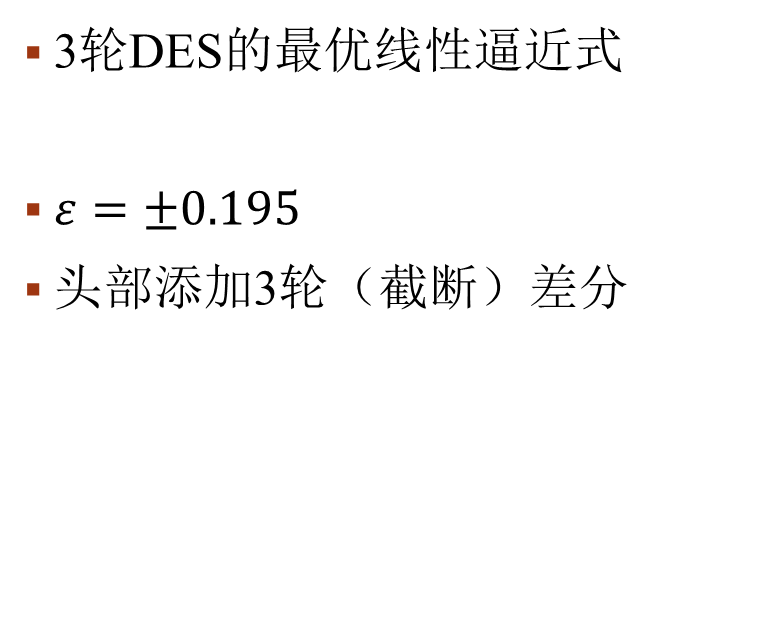 ▪ 3轮DES的最优线性逼近式
▪ 𝜀 = ±0.195
▪ 头部添加3轮（截断）差分